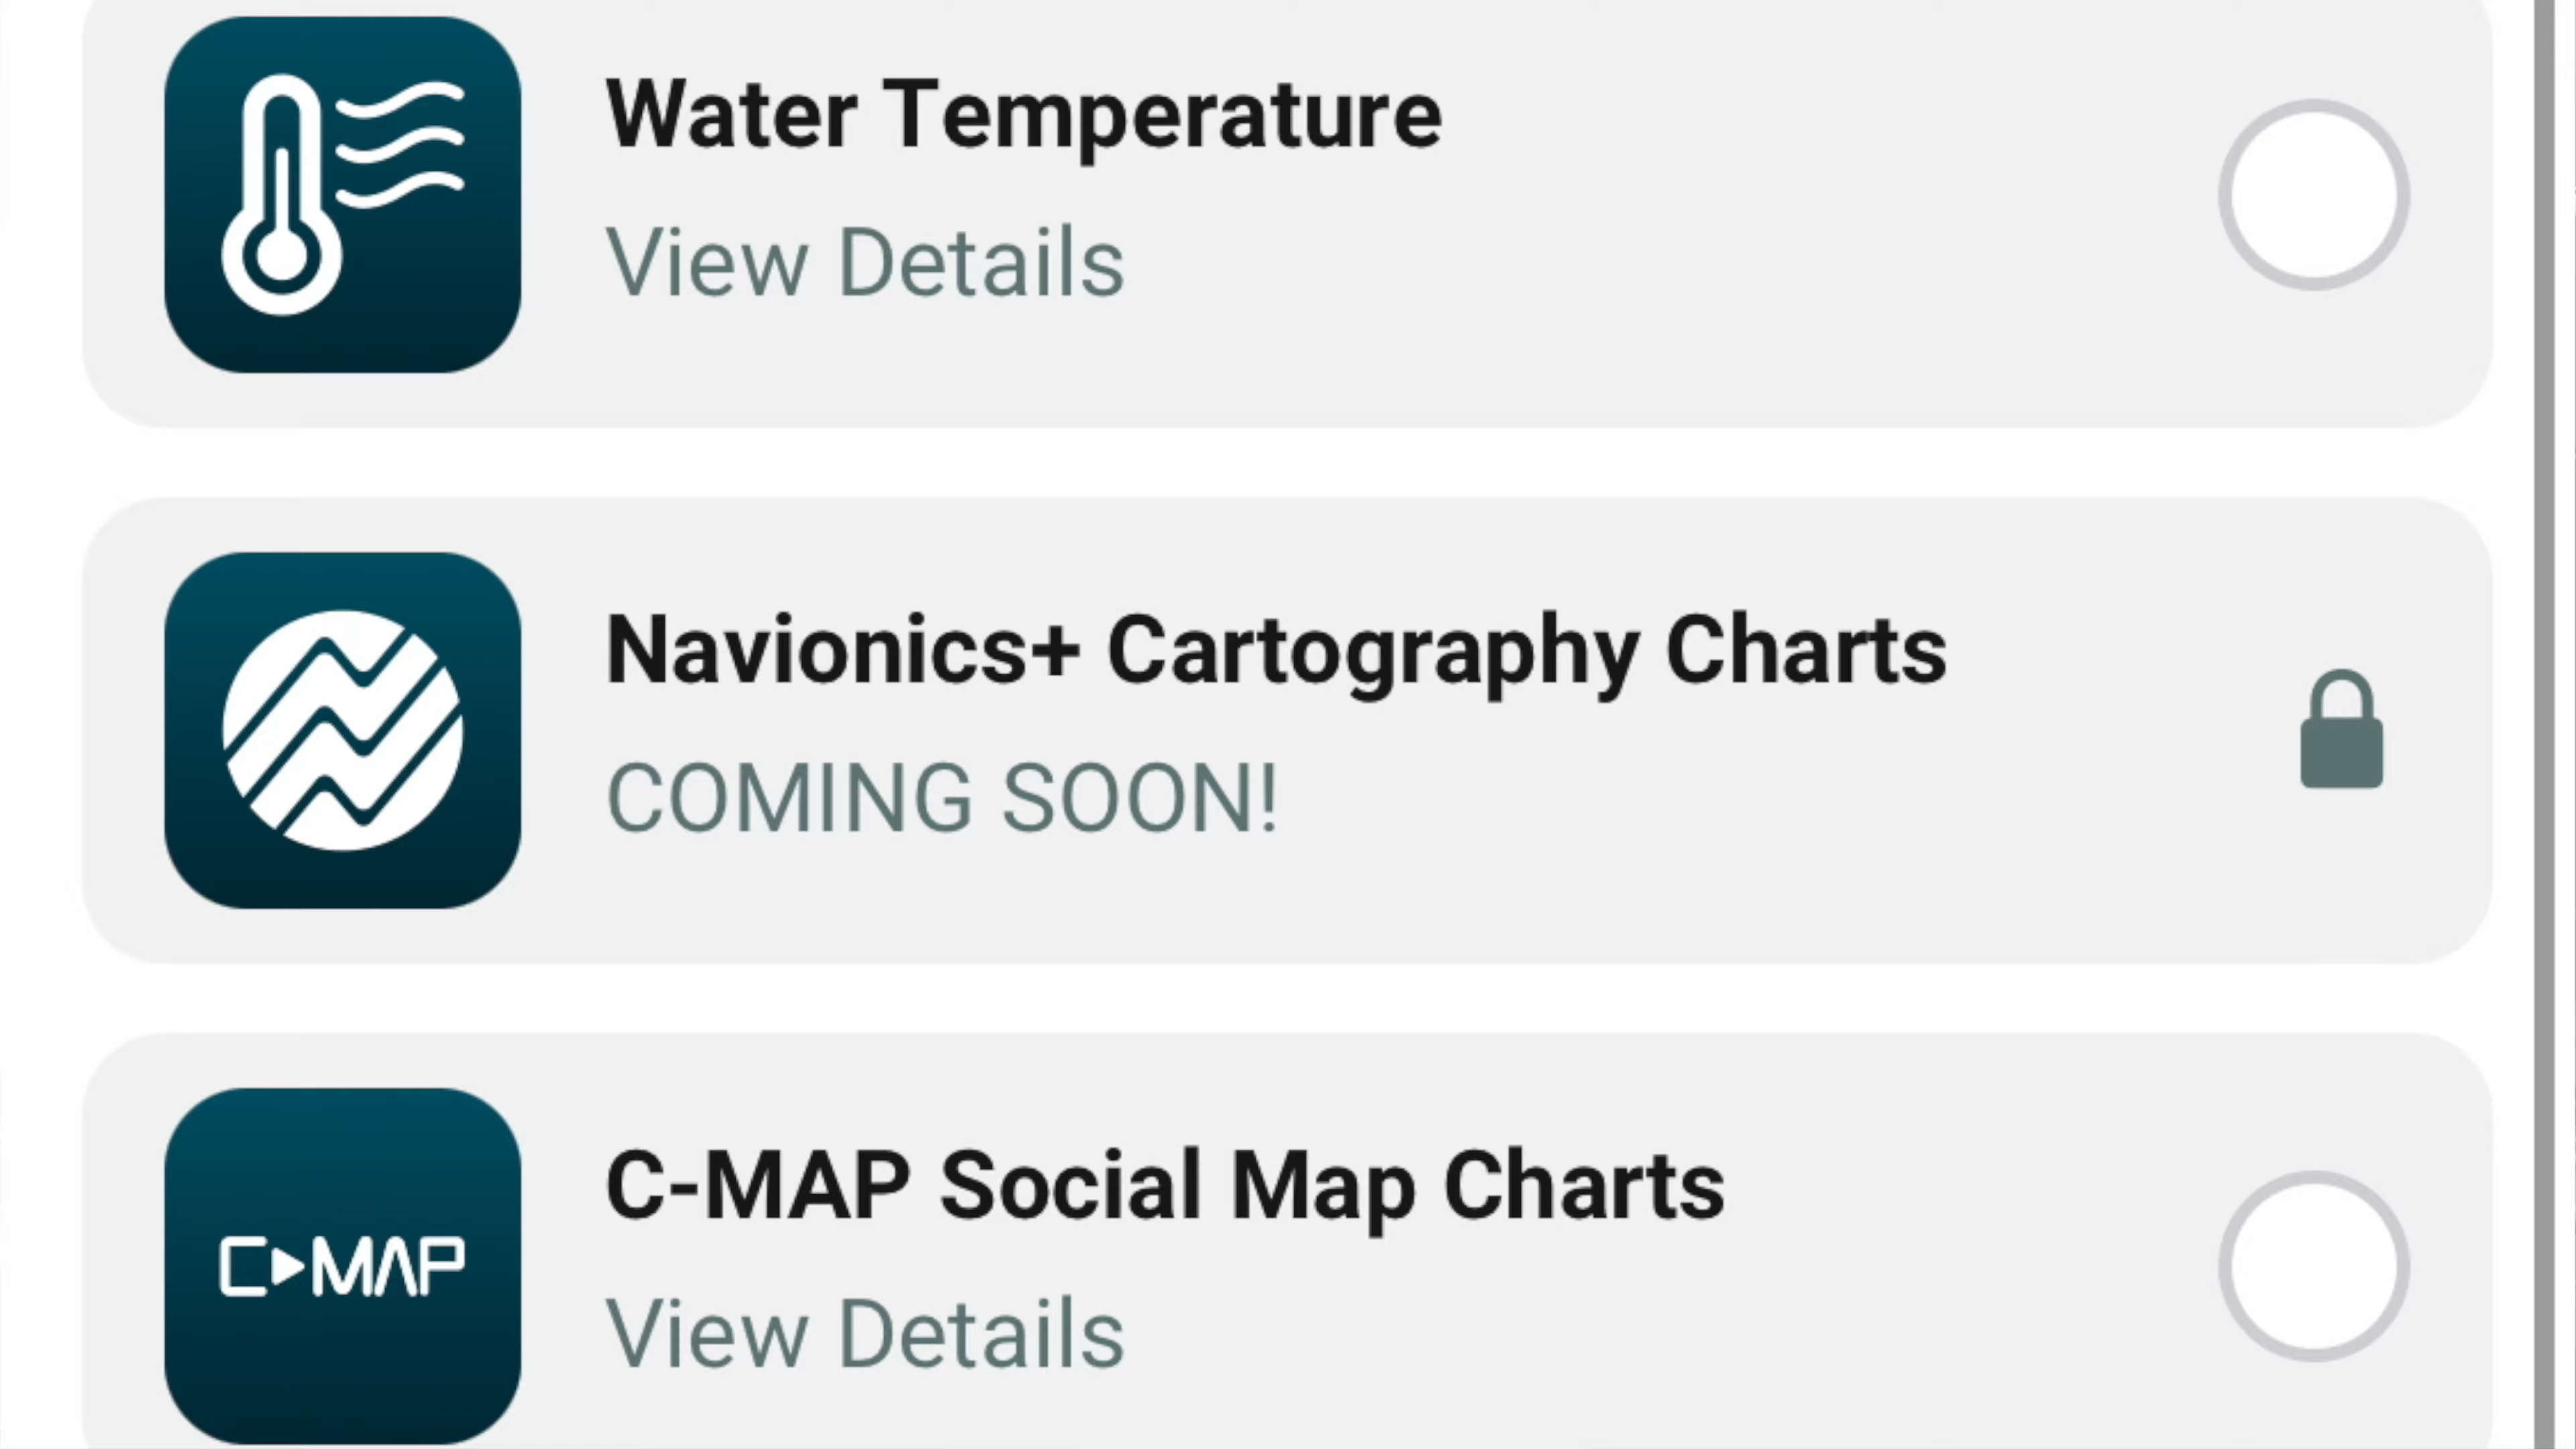 Water Temperature
View Details
Navionics+ Cartography Charts
COMING SOON!
C-MAP
C-MAP Social Map Charts
View Details